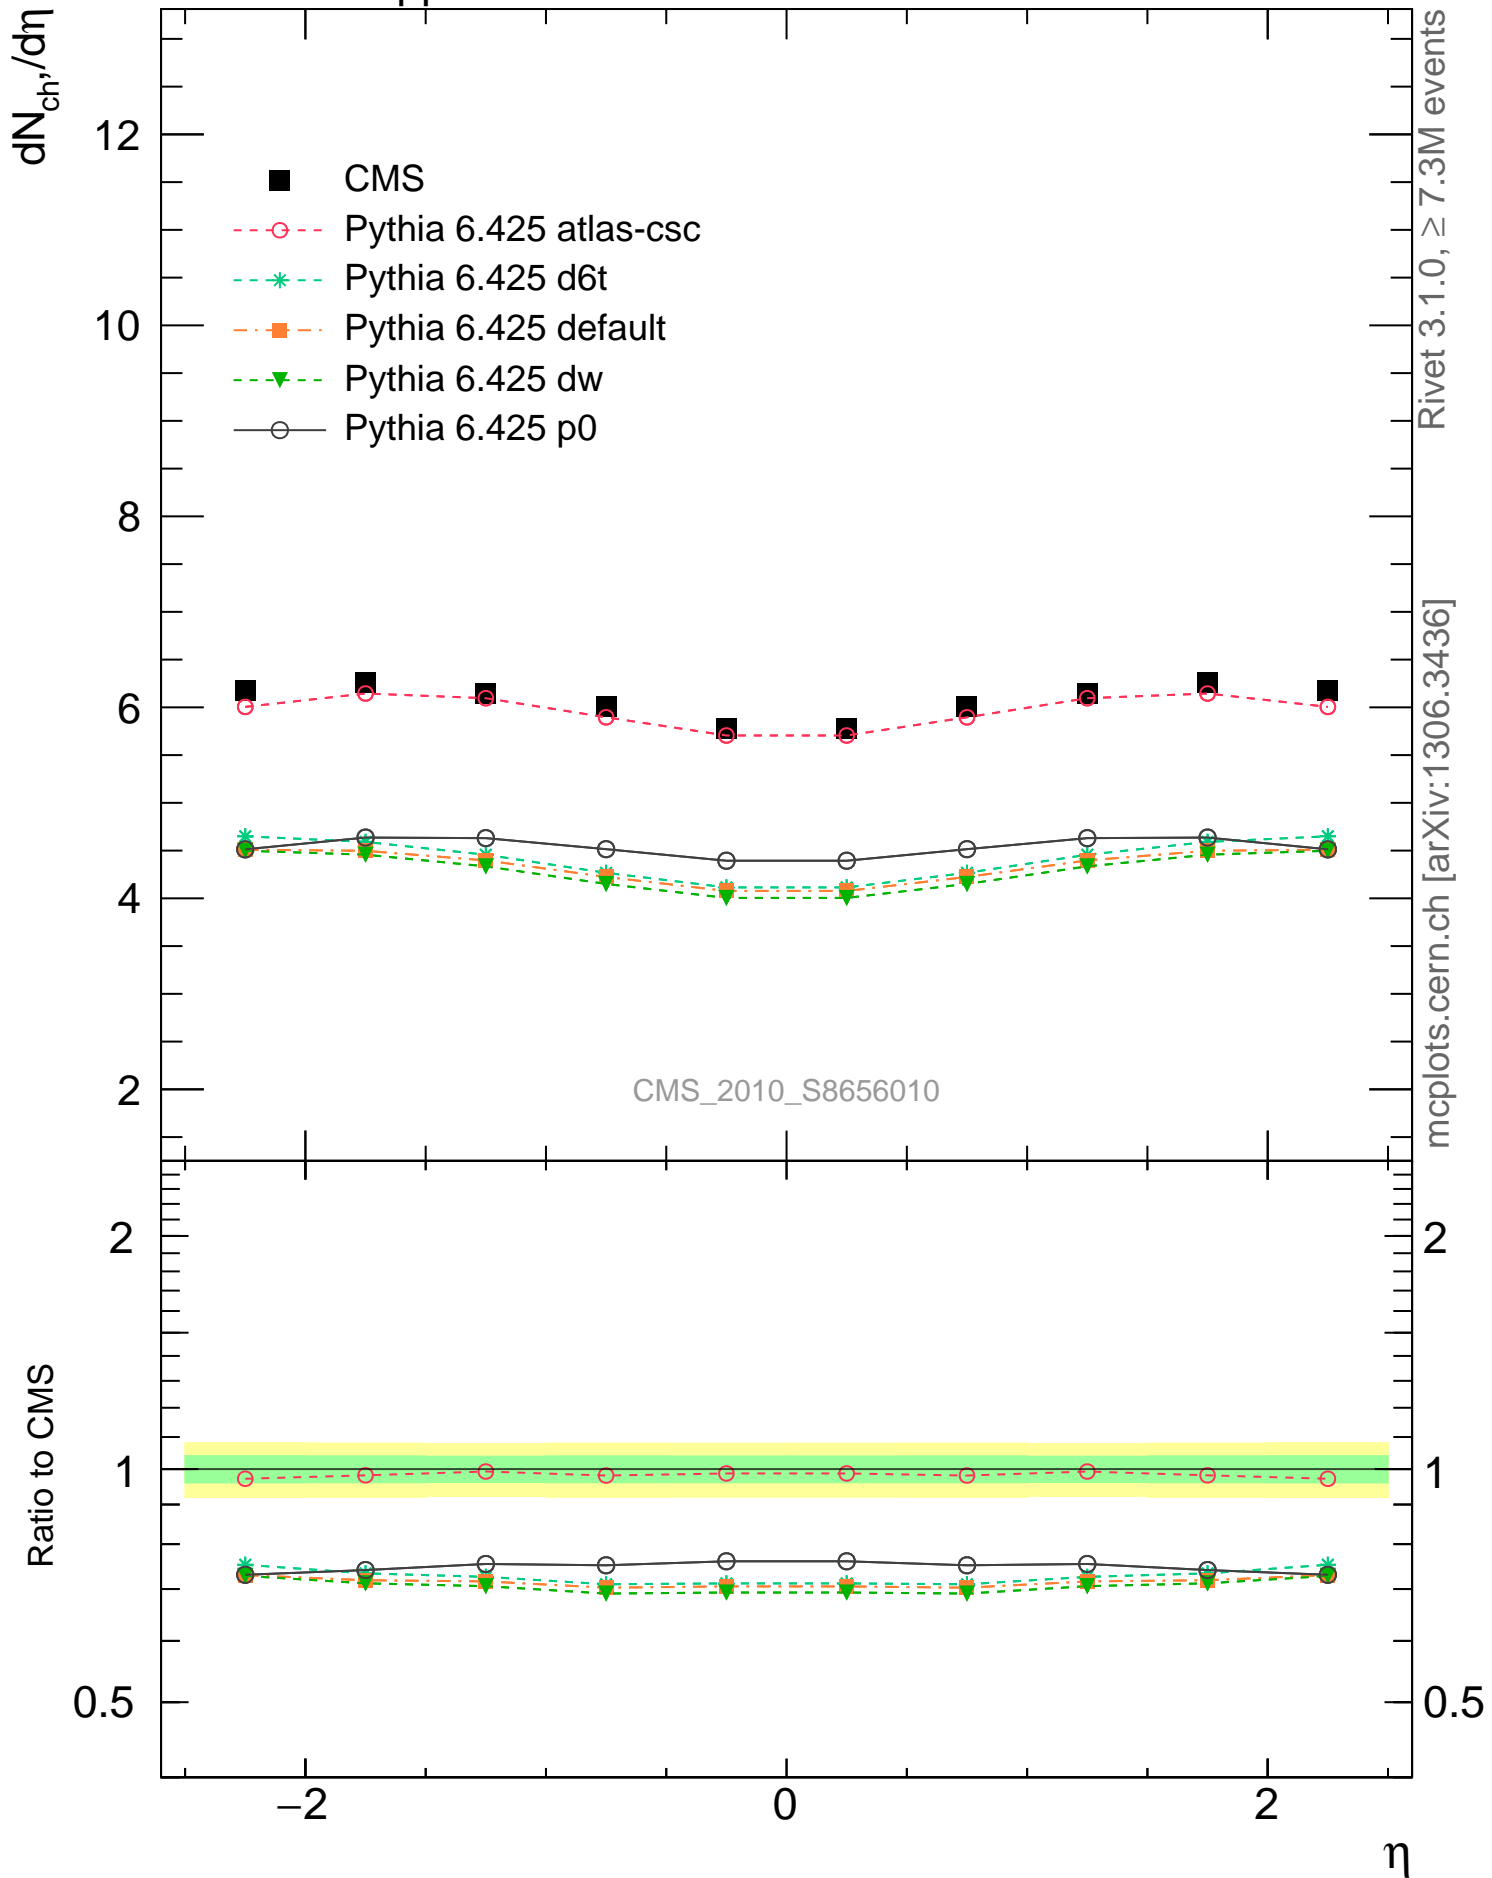 pp
dN_ch,/dη
12
10
8
6
4
2
CMS
Pythia 6.425 atlas-csc
Pythia 6.425 d6t
Pythia 6.425 default
Pythia 6.425 dw
Pythia 6.425 p0
CMS_2010_S8656010
Rivet 3.1.0, ≥ 7.3M events
mcplots.cern.ch [arXiv:1306.3436]
Ratio to CMS
2
1
0.5
2
1
0.5
−2
0
2
η